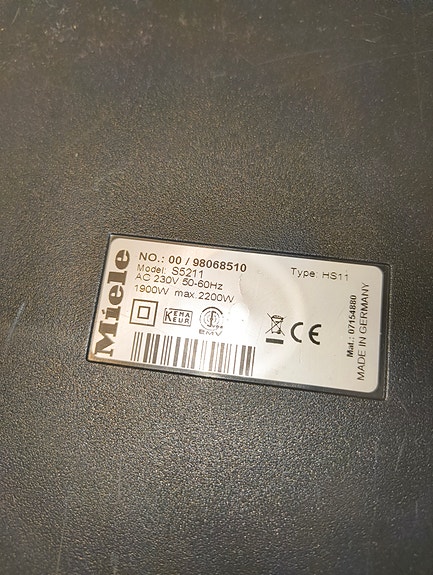 Miele
NO.: 00 / 98068510
Model: S5211
Type: HS11
AC 230V 50-60Hz
1900W max.2200W
KEMA
KEUR
EMV
CE
Mat.: 07154880
MADE IN GERMANY